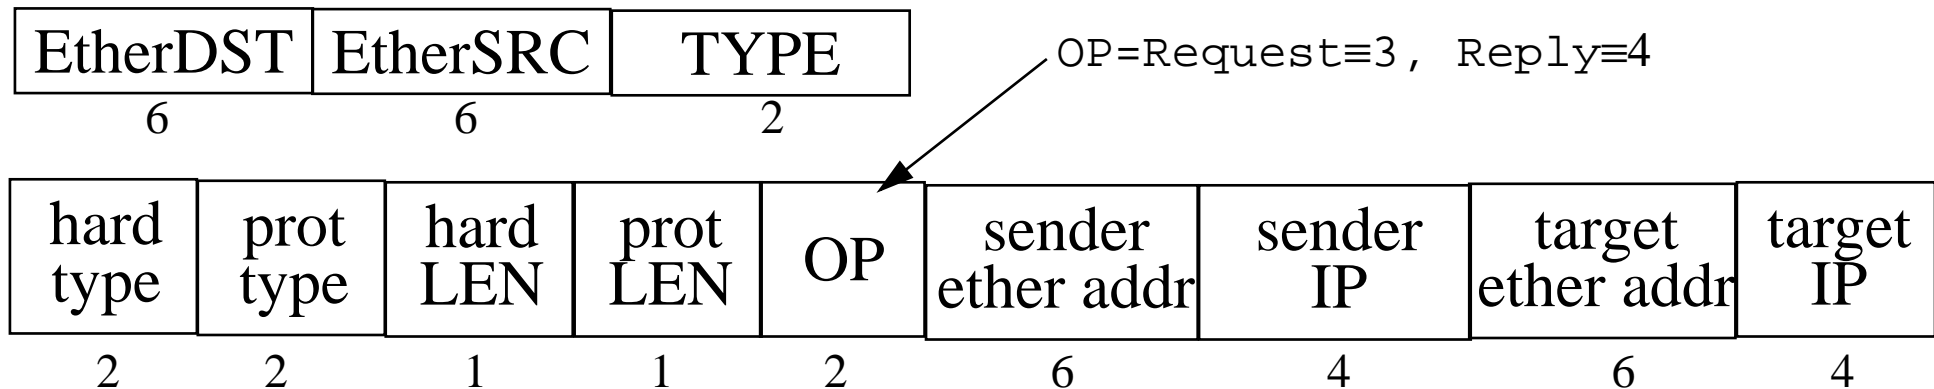 EtherDST EtherSRC TYPE
OP=Request≡3, Reply≡4
6 6 2
hard type prot type hard LEN prot LEN OP sender ether addr sender IP target ether addr target IP
2 2 1 1 2 6 4 6 4